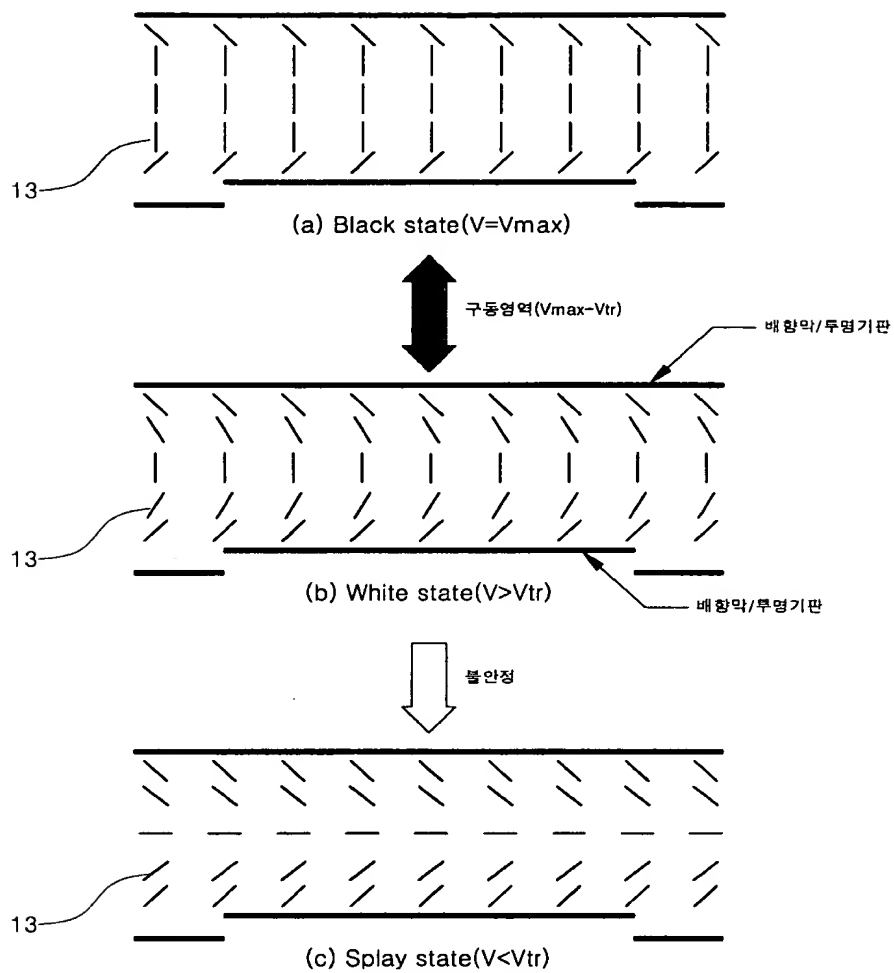 13
(a) Black state(V=Vmax)
구동영역(Vmax-Vtr)
배향막/투명기판
13
(b) White state(V>Vtr)
배향막/투명기판
불안정
13
(c) Splay state(V<Vtr)